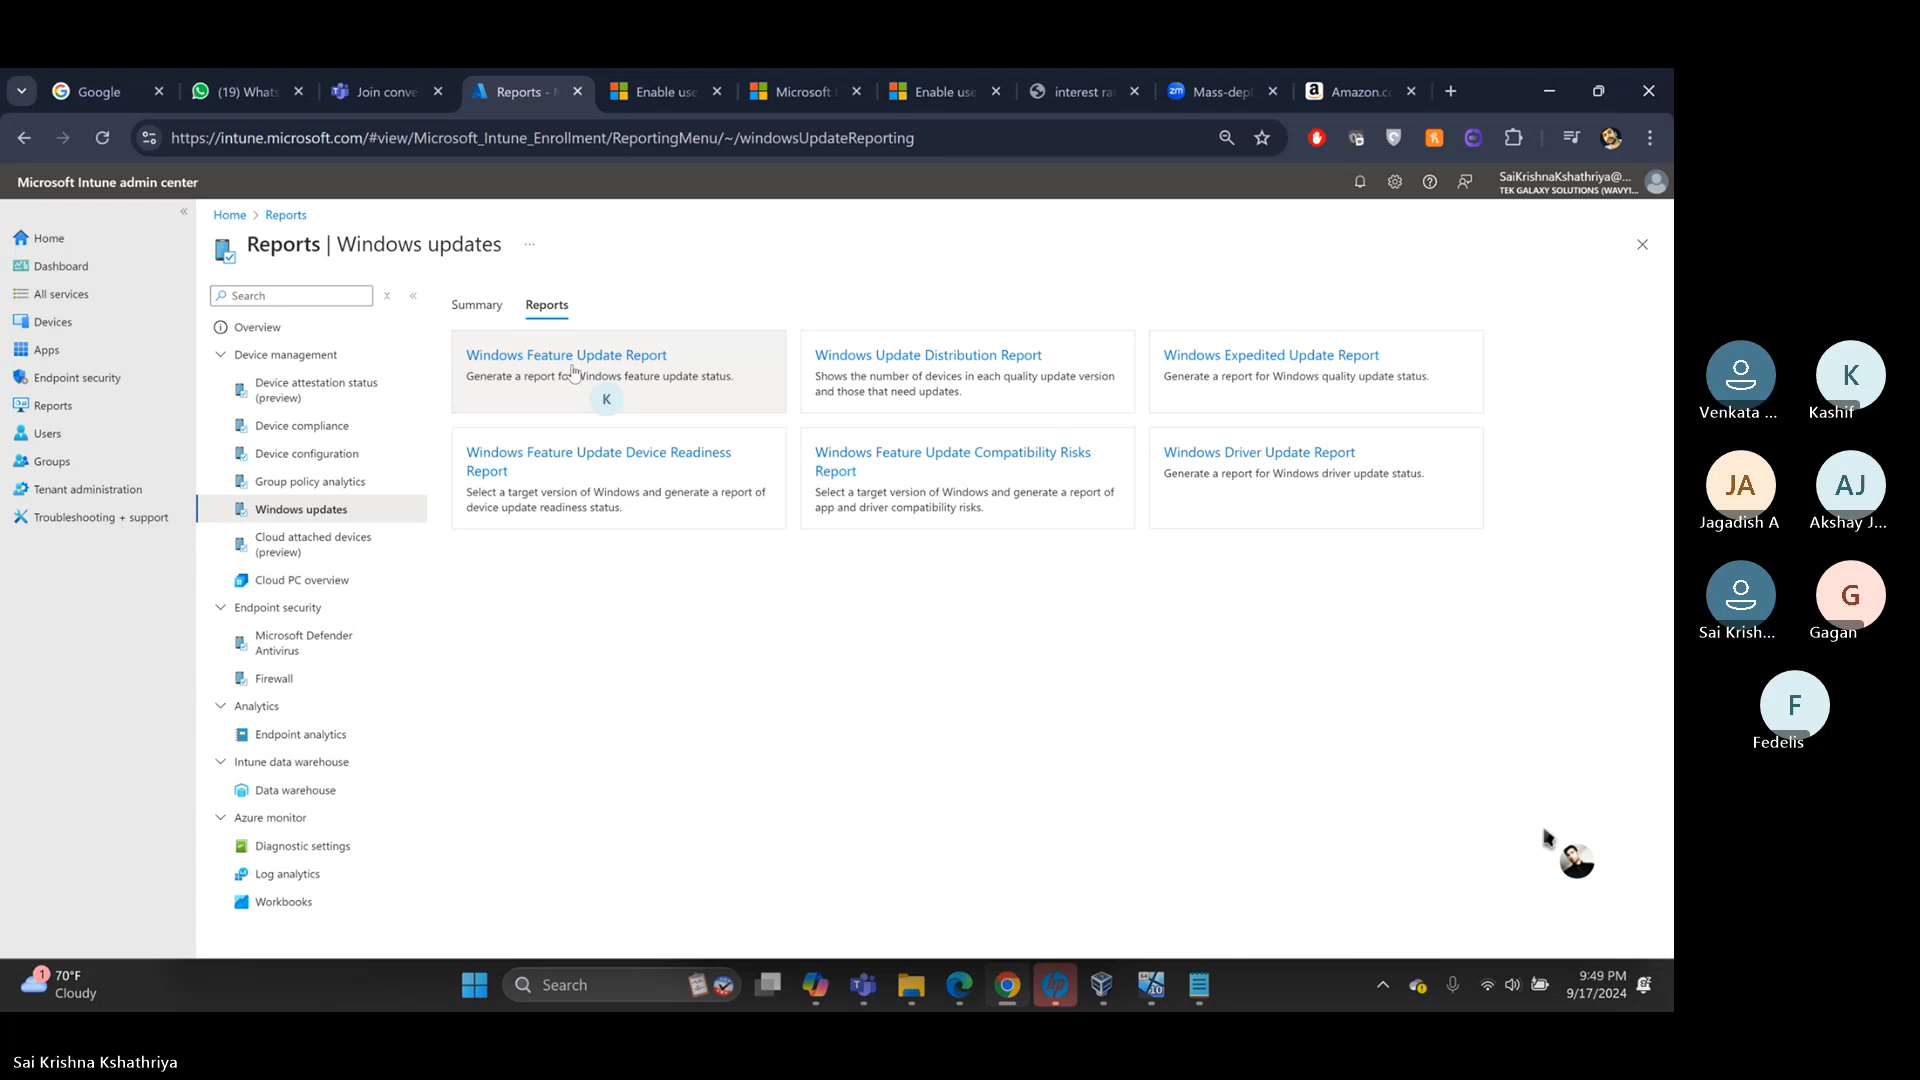 Google
(19) Whats
Join conve
Reports -
Enable use
Microsoft
Enable use
interest ra
zm
Mass-depl
Amazon.co
https://intune.microsoft.com/#view/Microsoft_Intune_Enrollment/ReportingMenu/~/windowsUpdateReporting
Microsoft Intune admin center
SaiKrishnaKshathriya@...
TEK GALAXY SOLUTIONS (WAVY1...
Home
Dashboard
All services
Devices
Apps
Endpoint security
Reports
Users
Groups
Tenant administration
Troubleshooting + support
Home > Reports
Reports | Windows updates ...
Search
Overview
Device management
Device attestation status
(preview)
Device compliance
Device configuration
Group policy analytics
Windows updates
Cloud attached devices
(preview)
Cloud PC overview
Endpoint security
Microsoft Defender
Antivirus
Firewall
Analytics
Endpoint analytics
Intune data warehouse
Data warehouse
Azure monitor
Diagnostic settings
Log analytics
Workbooks
Summary
Reports
Windows Feature Update Report
Generate a report for Windows feature update status.
K
Windows Update Distribution Report
Shows the number of devices in each quality update version
and those that need updates.
Windows Expedited Update Report
Generate a report for Windows quality update status.
Windows Feature Update Device Readiness
Report
Select a target version of Windows and generate a report of
device update readiness status.
Windows Feature Update Compatibility Risks
Report
Select a target version of Windows and generate a report of
app and driver compatibility risks.
Windows Driver Update Report
Generate a report for Windows driver update status.
Venkata ...
K
Kashif
JA
Jagadish A
AJ
Akshay J...
Sai Krish...
G
Gagan
F
Fedelis
1
70°F
Cloudy
Search
9:49 PM
9/17/2024
Sai Krishna Kshathriya